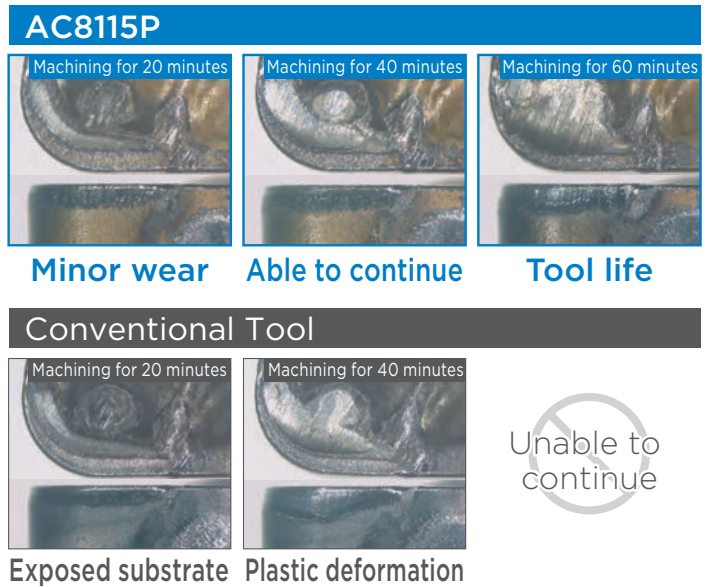 AC8115P
Machining for 20 minutes
Machining for 40 minutes
Machining for 60 minutes
Minor wear
Able to continue
Tool life
Conventional Tool
Machining for 20 minutes
Machining for 40 minutes
Unable to
continue
Exposed substrate
Plastic deformation